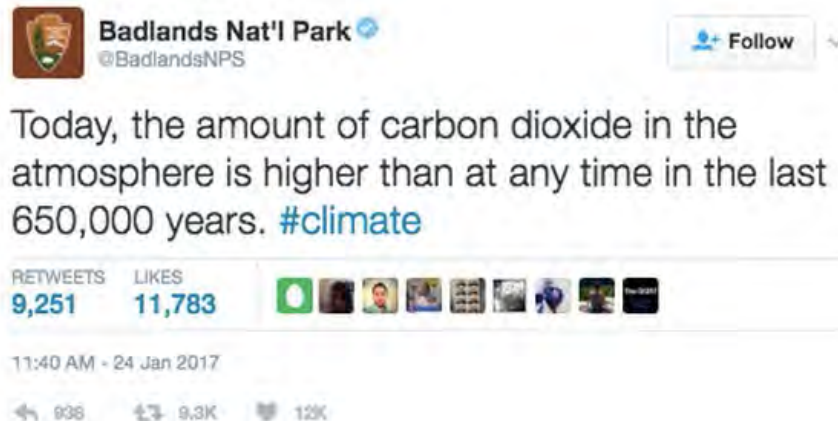 Badlands Nat'l Park
@BadlandsNPS
Follow
Today, the amount of carbon dioxide in the
atmosphere is higher than at any time in the last
650,000 years. #climate
RETWEETS LIKES
9,251 11,783
11:40 AM - 24 Jan 2017
936 9.3K 12K